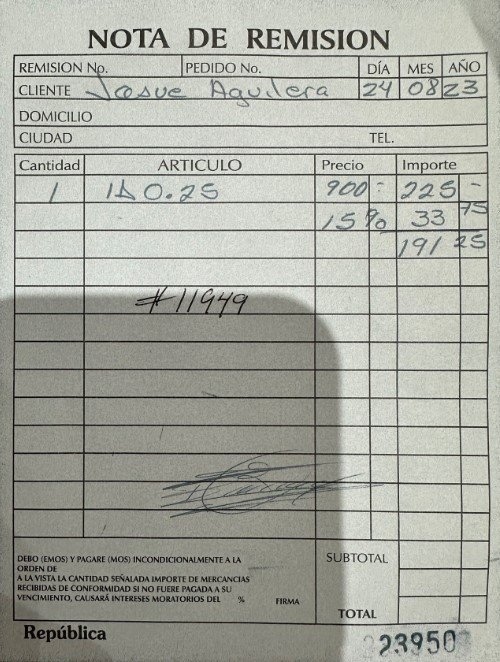 NOTA DE REMISION
REMISION No. PEDIDO No. DÍA MES AÑO
CLIENTE Josue Aguilera 24 08 23
DOMICILIO
CIUDAD TEL.
Cantidad ARTICULO Precio Importe
1 0.25 900 - 225 -
15 % 33 75
191 25
#11949
DEBO (EMOS) Y PAGARE (MOS) INCONDICIONALMENTE A LA
ORDEN DE
A LA VISTA LA CANTIDAD SEÑALADA IMPORTE DE MERCANCIAS
RECIBIDAS DE CONFORMIDAD SI NO FUERE PAGADA A SU
VENCIMIENTO, CAUSARÁ INTERESES MORATORIOS DEL % FIRMA
SUBTOTAL
TOTAL
República 23950